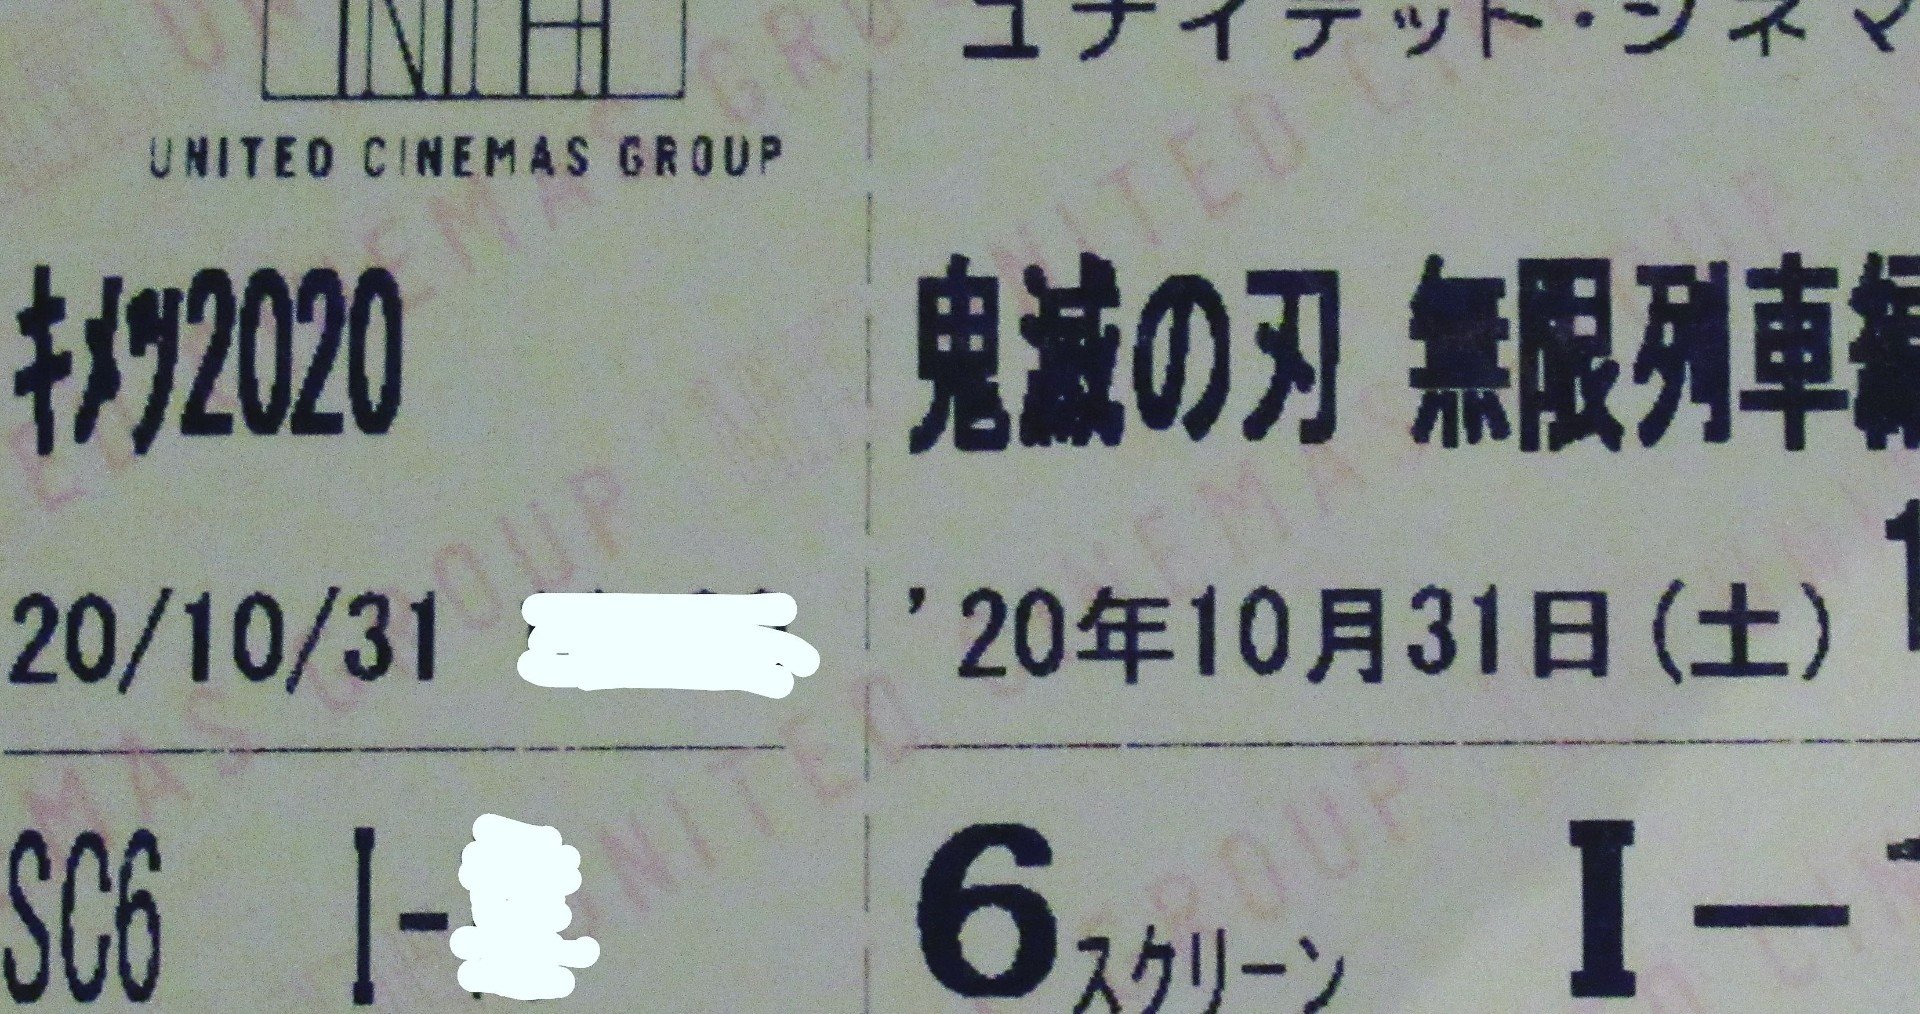 ユナイテッド・シネマ
UNITED CINEMAS GROUP
キメツ2020
鬼滅の刃 無限列車編
20/10/31
'20年10月31日(土)
SC6 I-
6スクリーン I－